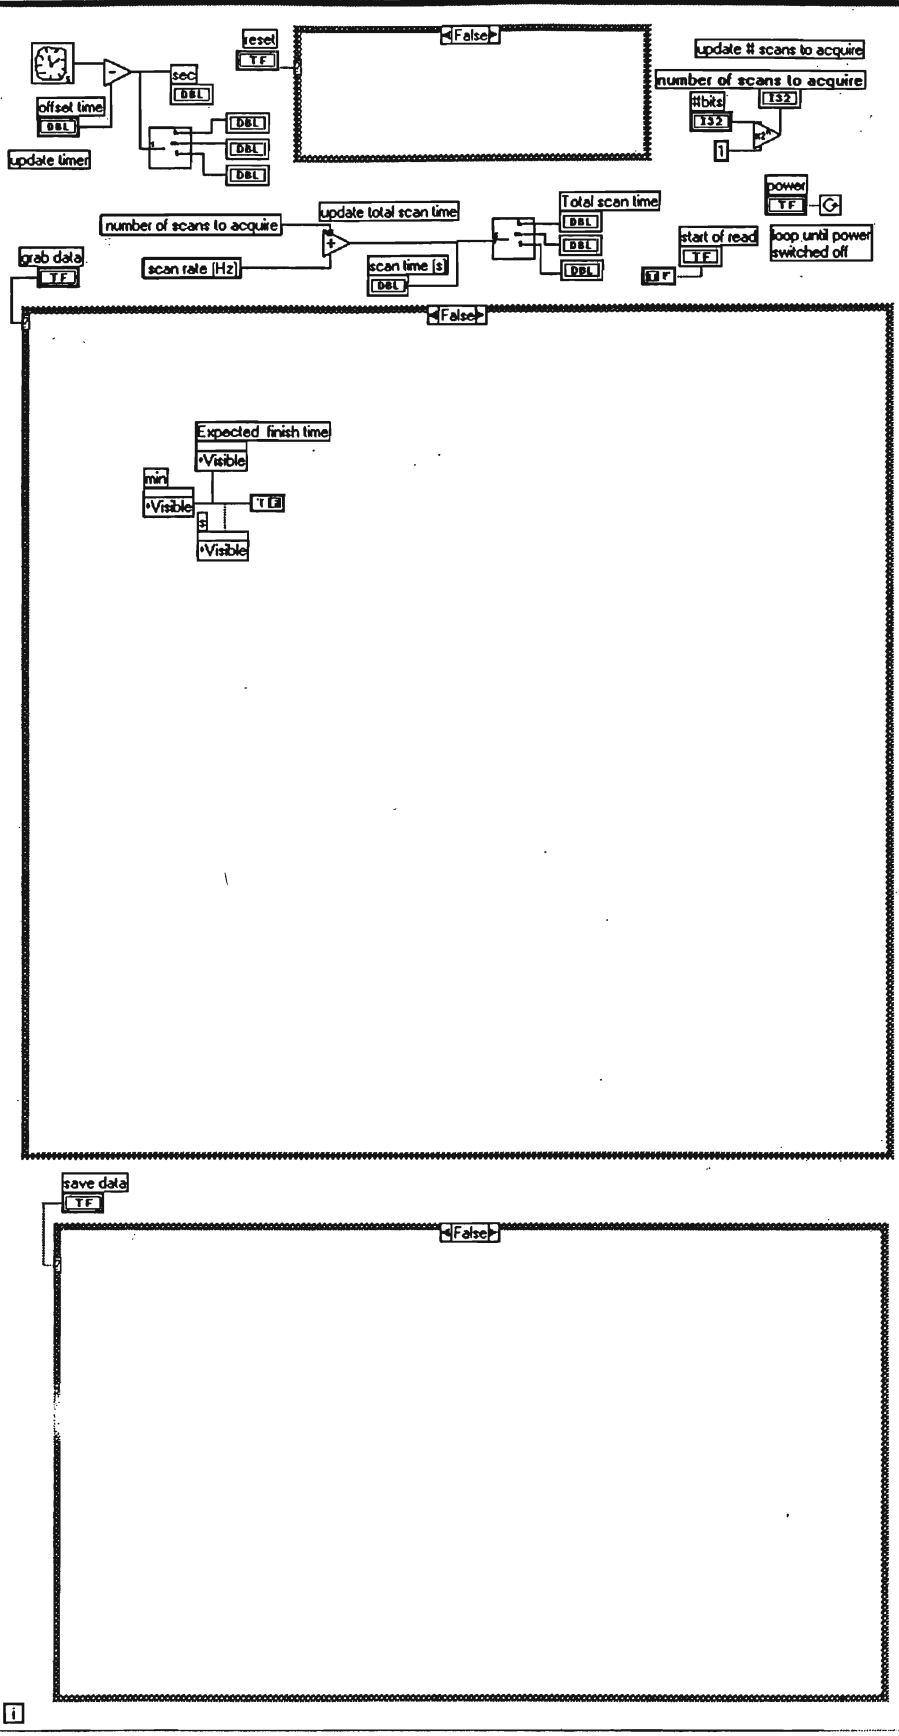 reset
False
update # scans to acquire
sec
DBL
TF
number of scans to acquire
offset time
DBL
DBL
#bits
I32
I32
update timer
DBL
DBL
1
x2^n
power
TF
number of scans to acquire
update total scan time
Total scan time
DBL
start of read
TF
loop until power
switched off
grab data
TF
scan rate [Hz]
scan time [s]
DBL
DBL
DBL
False
Expected finish time
Visible
min
Visible
T F
s
Visible
save data
TF
False
i